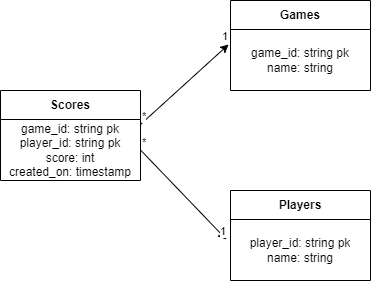 Games
game_id: string pk
name: string
1
Scores
game_id: string pk
player_id: string pk
score: int
created_on: timestamp
*
*
1
Players
player_id: string pk
name: string